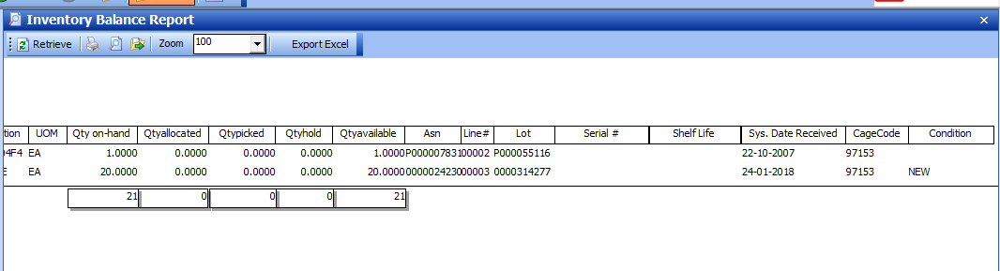 Inventory Balance Report
Retrieve Zoom 100 Export Excel
tion UOM Qty on-hand Qtyallocated Qtypicked Qtyhold Qtyavailable Asn Line # Lot Serial # Shelf Life Sys. Date Received CageCode Condition
04F4 EA 1.0000 0.0000 0.0000 0.0000 1.0000 P000007831 00002 P000055116 22-10-2007 97153
E EA 20.0000 0.0000 0.0000 0.0000 20.0000 0000024230 00003 0000314277 24-01-2018 97153 NEW
21 0 0 0 21